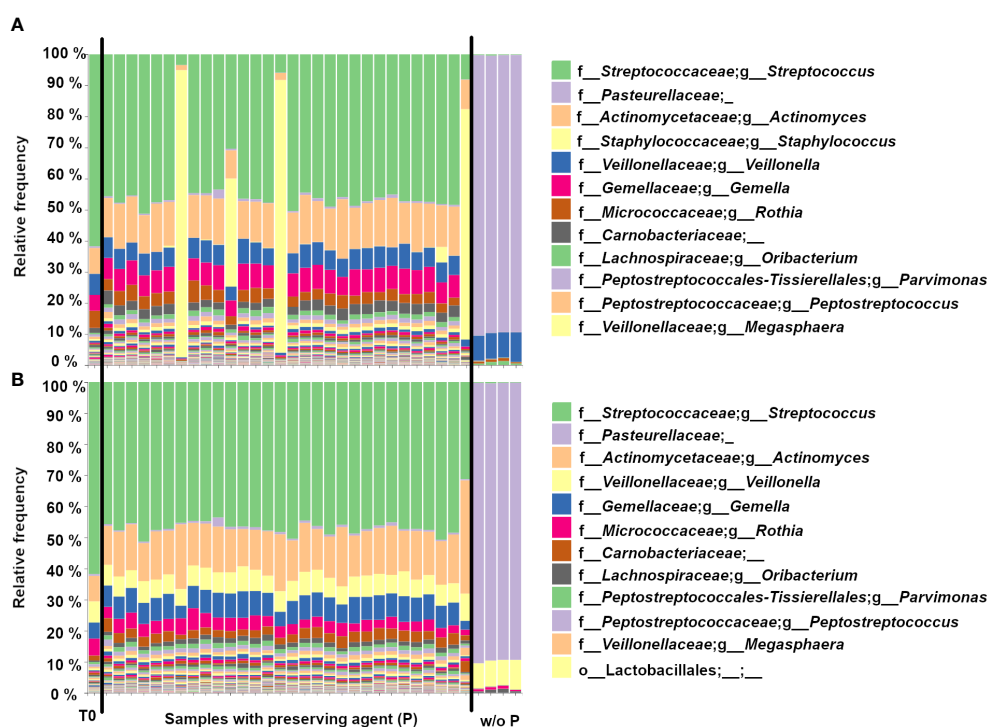 A
100 %
90 %
80 %
70 %
60 %
50 %
40 %
30 %
20 %
10 %
0 %
Relative frequency
f__Streptococcaceae;g__Streptococcus
f__Pasteurellaceae;_
f__Actinomycetaceae;g__Actinomyces
f__Staphylococcaceae;g__Staphylococcus
f__Veillonellaceae;g__Veillonella
f__Gemellaceae;g__Gemella
f__Micrococcaceae;g__Rothia
f__Carnobacteriaceae;__
f__Lachnospiraceae;g__Oribacterium
f__Peptostreptococcales-Tissierellales;g__Parvimonas
f__Peptostreptococcaceae;g__Peptostreptococcus
f__Veillonellaceae;g__Megasphaera
B
100 %
90 %
80 %
70 %
60 %
50 %
40 %
30 %
20 %
10 %
0 %
Relative frequency
f__Streptococcaceae;g__Streptococcus
f__Pasteurellaceae;_
f__Actinomycetaceae;g__Actinomyces
f__Veillonellaceae;g__Veillonella
f__Gemellaceae;g__Gemella
f__Micrococcaceae;g__Rothia
f__Carnobacteriaceae;__
f__Lachnospiraceae;g__Oribacterium
f__Peptostreptococcales-Tissierellales;g__Parvimonas
f__Peptostreptococcaceae;g__Peptostreptococcus
f__Veillonellaceae;g__Megasphaera
o__Lactobacillales;__;__
T0
Samples with preserving agent (P)
w/o P